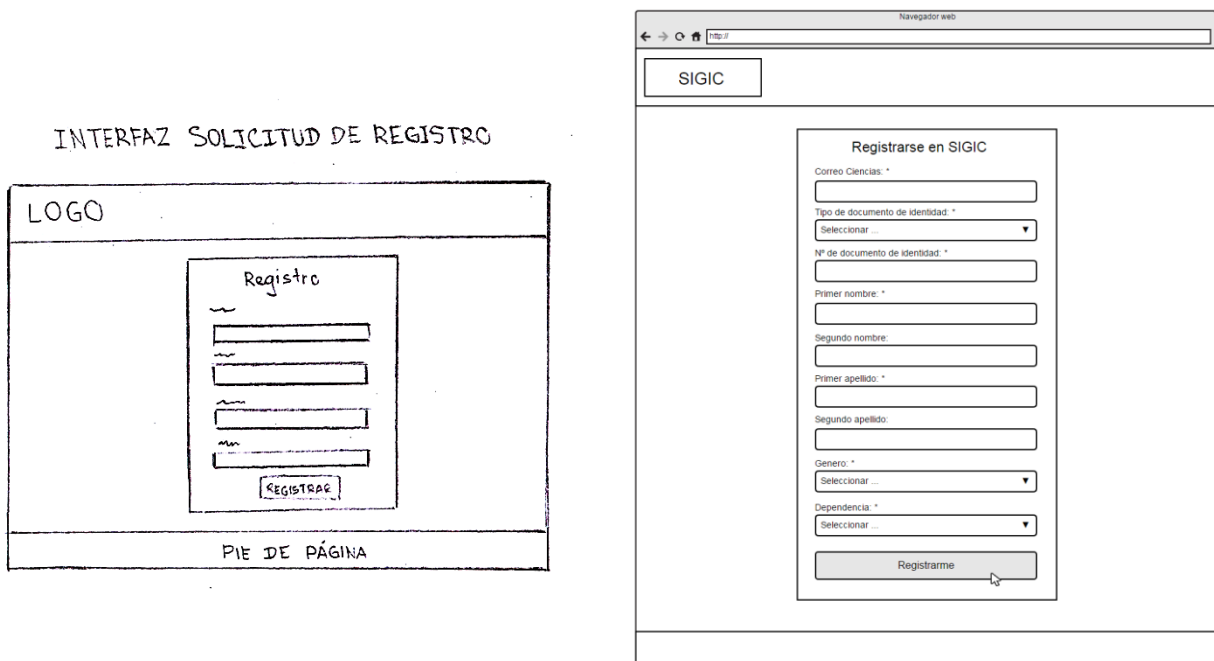 INTERFAZ SOLICITUD DE REGISTRO
LOGO
Registro
REGISTRAR
PIE DE PÁGINA
Navegador web
http://
SIGIC
Registrarse en SIGIC
Correo Ciencias: *
Tipo de documento de identidad: *
Seleccionar ...
Nº de documento de identidad: *
Primer nombre: *
Segundo nombre:
Primer apellido: *
Segundo apellido:
Genero: *
Seleccionar ...
Dependencia: *
Seleccionar ...
Registrarme